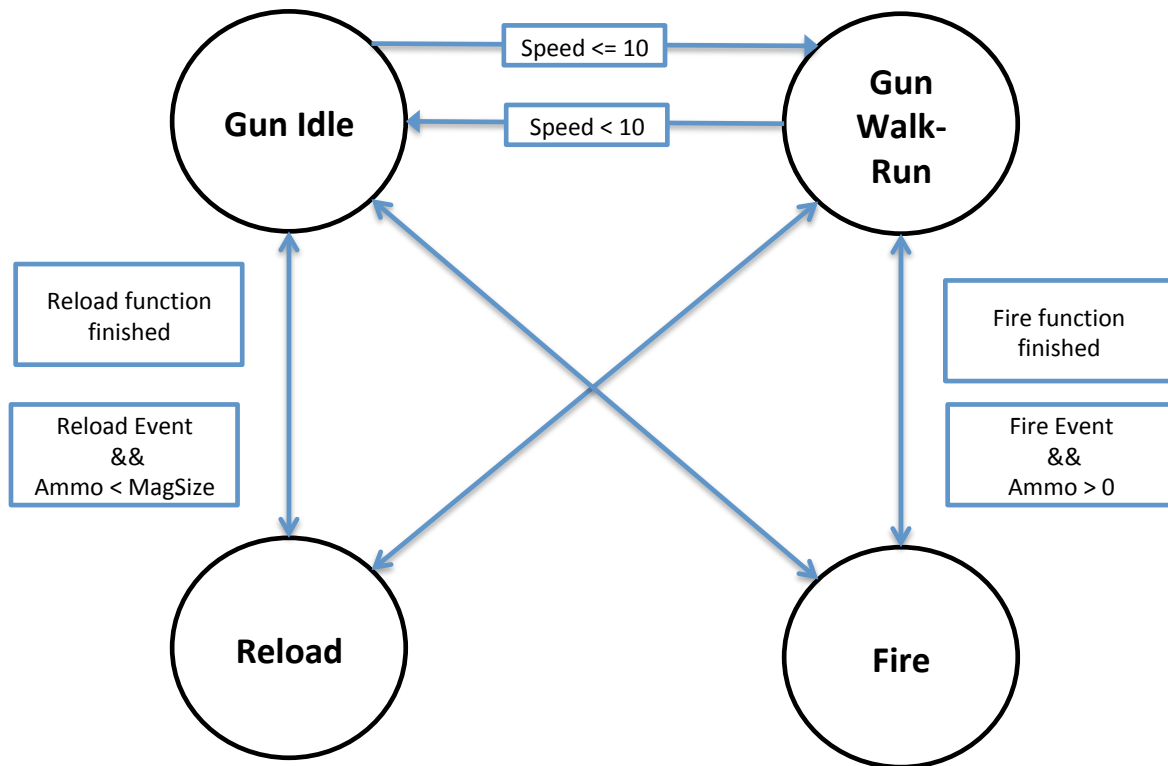 Speed <= 10
Gun Idle
Gun
Walk-
Run
Speed < 10
Reload function
finished
Fire function
finished
Reload Event
&&
Ammo < MagSize
Fire Event
&&
Ammo > 0
Reload
Fire